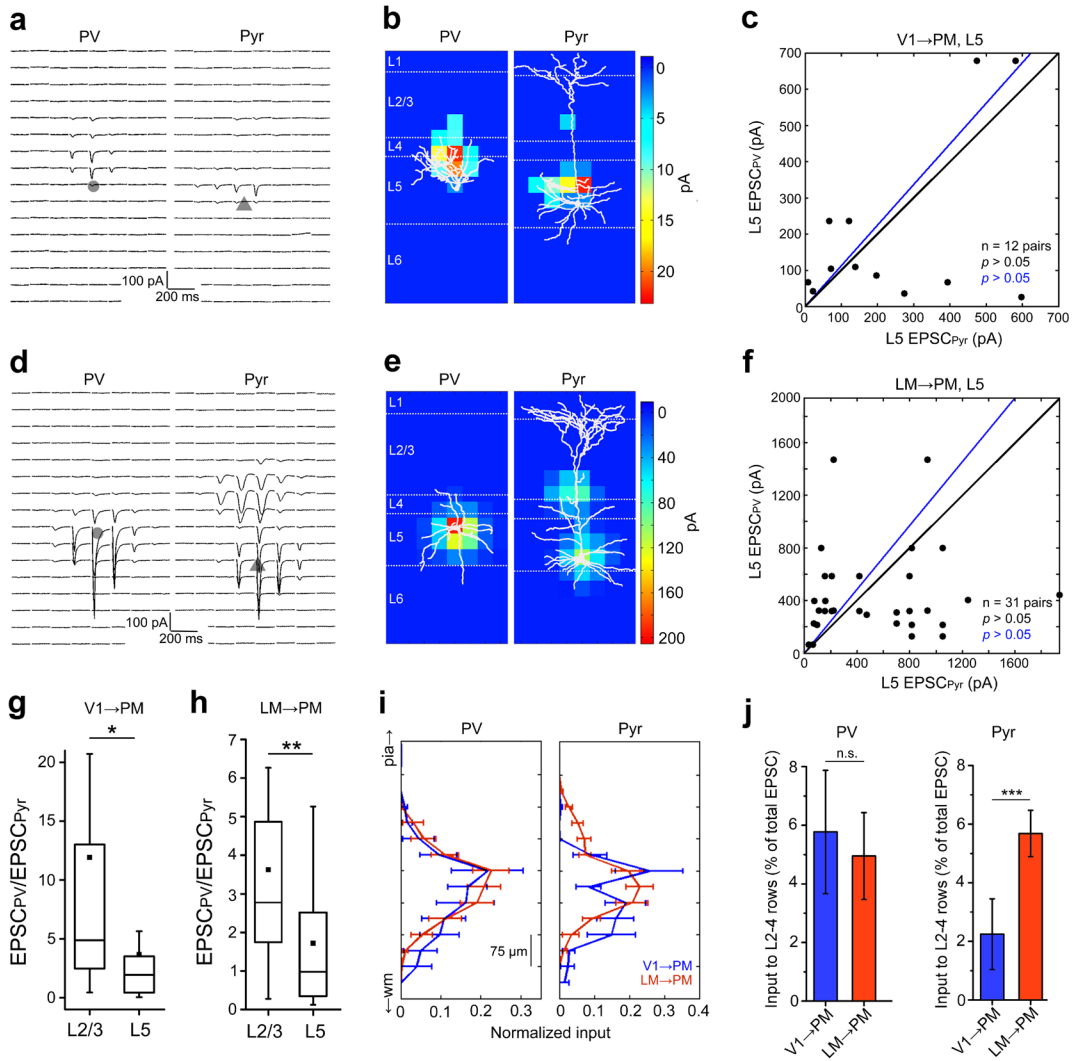 a
PV
Pyr
100 pA
200 ms
b
PV
Pyr
L1
L2/3
L4
L5
L6
0
5
10
15
20
pA
c
V1→PM, L5
L5 EPSCPV (pA)
700
600
500
400
300
200
100
0
n = 12 pairs
p > 0.05
p > 0.05
0
100
200
300
400
500
600
700
L5 EPSCPyr (pA)
d
PV
Pyr
100 pA
200 ms
e
PV
Pyr
L1
L2/3
L4
L5
L6
0
20
40
60
80
100
120
140
160
180
200
pA
f
LM→PM, L5
L5 EPSCPV (pA)
2000
1600
1200
800
400
0
n = 31 pairs
p > 0.05
p > 0.05
0
400
800
1200
1600
L5 EPSCPyr (pA)
g
V1→PM
*
EPSCPV/EPSCPyr
20
15
10
5
0
L2/3
L5
h
LM→PM
**
EPSCPV/EPSCPyr
7
6
5
4
3
2
1
0
L2/3
L5
i
PV
Pyr
pia→
←wm
75 µm
V1→PM
LM→PM
0
0.1
0.2
0.3
0
0.1
0.2
0.3
0.4
Normalized input
j
PV
n.s.
Input to L2-4 rows (% of total EPSC)
8
6
4
2
0
V1→PM
LM→PM
Pyr
***
Input to L2-4 rows (% of total EPSC)
8
6
4
2
0
V1→PM
LM→PM